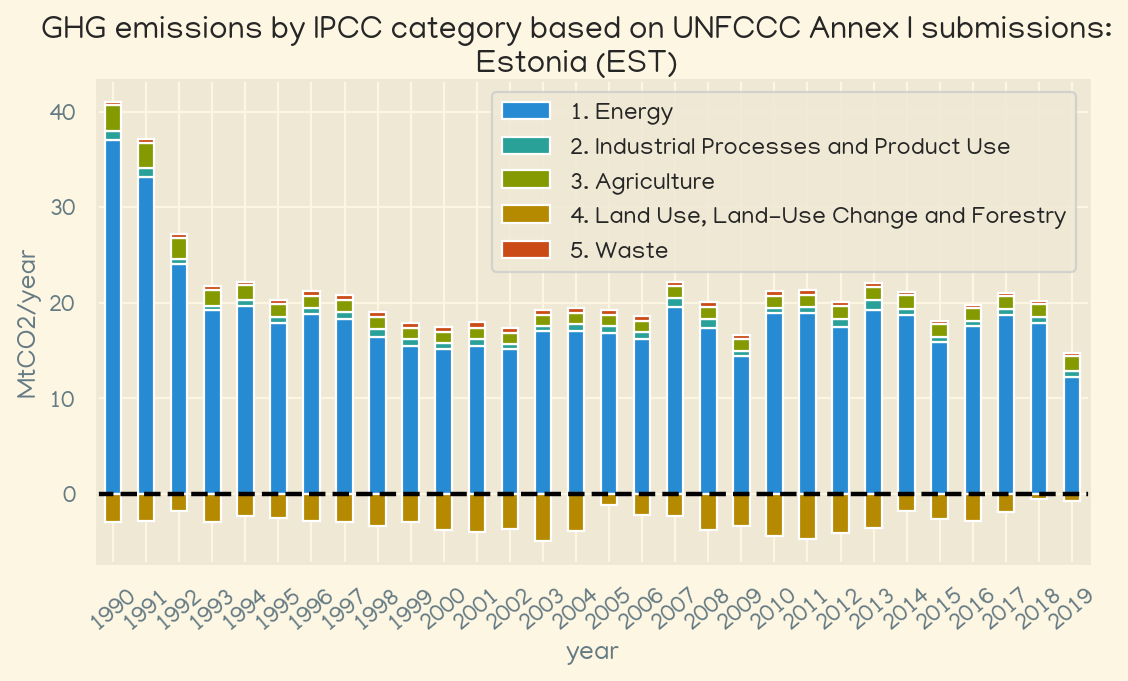 GHG emissions by IPCC category based on UNFCCC Annex I submissions:
Estonia (EST)
1. Energy
2. Industrial Processes and Product Use
3. Agriculture
4. Land Use, Land-Use Change and Forestry
5. Waste
MtCO2/year
40
30
20
10
0
1990 1991 1992 1993 1994 1995 1996 1997 1998 1999 2000 2001 2002 2003 2004 2005 2006 2007 2008 2009 2010 2011 2012 2013 2014 2015 2016 2017 2018 2019
year